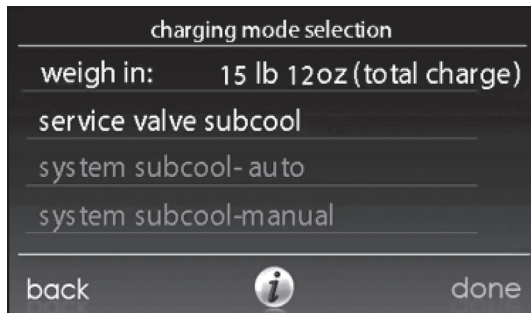 charging mode selection
weigh in: 15 lb 12oz (total charge)
service valve subcool
system subcool-auto
system subcool-manual
back i done